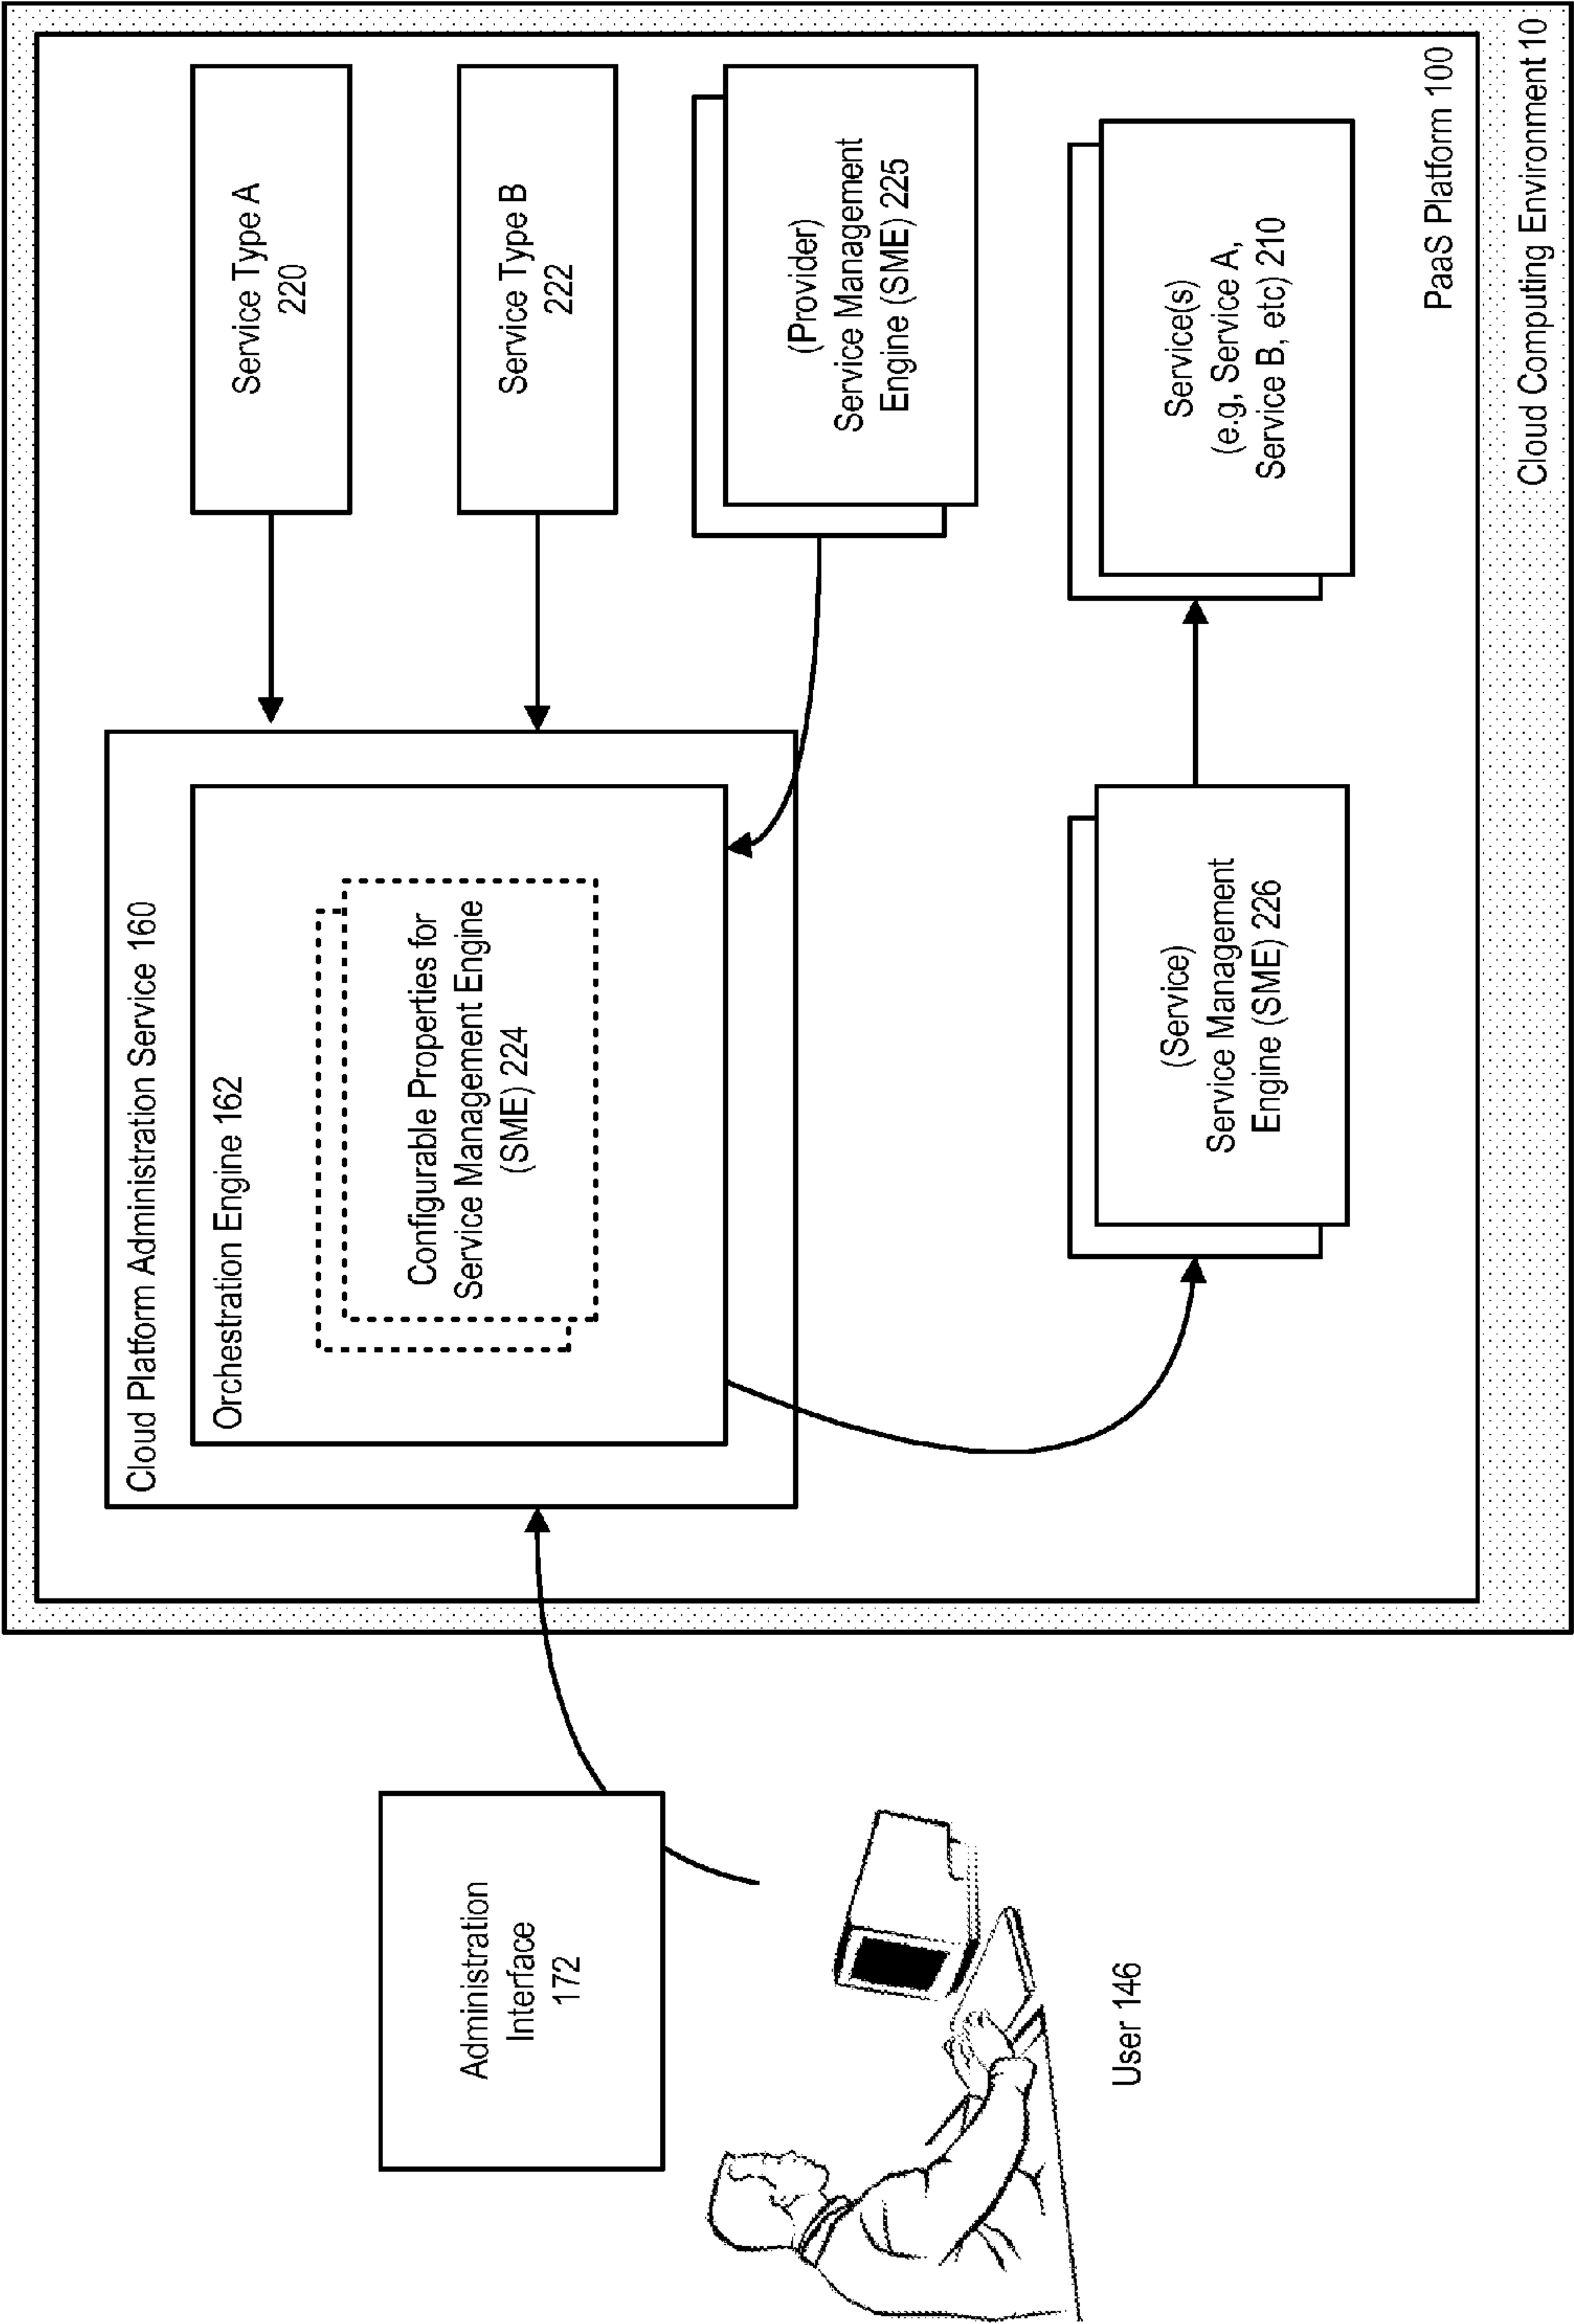 Cloud Platform Administration Service 160
Orchestration Engine 162
Configurable Properties for
Service Management Engine
(SME) 224
Service Type A
220
Service Type B
222
(Provider)
Service Management
Engine (SME) 225
Administration
Interface
172
User 146
(Service)
Service Management
Engine (SME) 226
Service(s)
(e.g, Service A,
Service B, etc) 210
PaaS Platform 100
Cloud Computing Environment 10